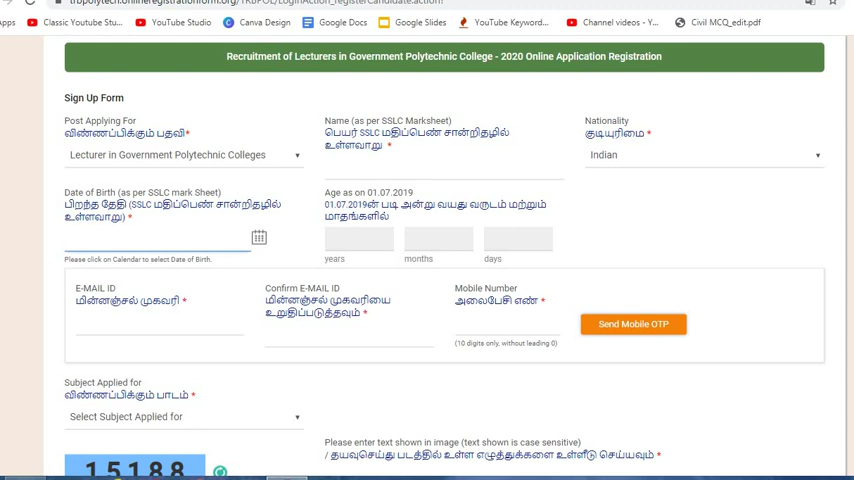 trbpolytech.onlineregistrationform.org/TRBPOL/LoginAction_registerCandidate.action?
Apps Classic Youtube Stu... YouTube Studio Canva Design Google Docs Google Slides YouTube Keyword... Channel videos - Y... Civil MCQ_edit.pdf
Recruitment of Lecturers in Government Polytechnic College - 2020 Online Application Registration
Sign Up Form
Post Applying For
விண்ணப்பிக்கும் பதவி*
Lecturer in Government Polytechnic Colleges
Name (as per SSLC Marksheet)
பெயர் SSLC மதிப்பெண் சான்றிதழில்
உள்ளவாறு *
Nationality
குடியுரிமை *
Indian
Date of Birth (as per SSLC mark Sheet)
பிறந்த தேதி (SSLC மதிப்பெண் சான்றிதழில்
உள்ளவாறு) *
Please click on Calendar to select Date of Birth.
Age as on 01.07.2019
01.07.2019ன் படி அன்று வயது வருடம் மற்றும்
மாதங்களில்
years months days
E-MAIL ID
மின்னஞ்சல் முகவரி *
Confirm E-MAIL ID
மின்னஞ்சல் முகவரியை
உறுதிப்படுத்தவும் *
Mobile Number
அலைபேசி எண் *
(10 digits only, without leading 0)
Send Mobile OTP
Subject Applied for
விண்ணப்பிக்கும் பாடம் *
Select Subject Applied for
15188
Please enter text shown in image (text shown is case sensitive)
/ தயவுசெய்து படத்தில் உள்ள எழுத்துக்களை உள்ளீடு செய்யவும் *